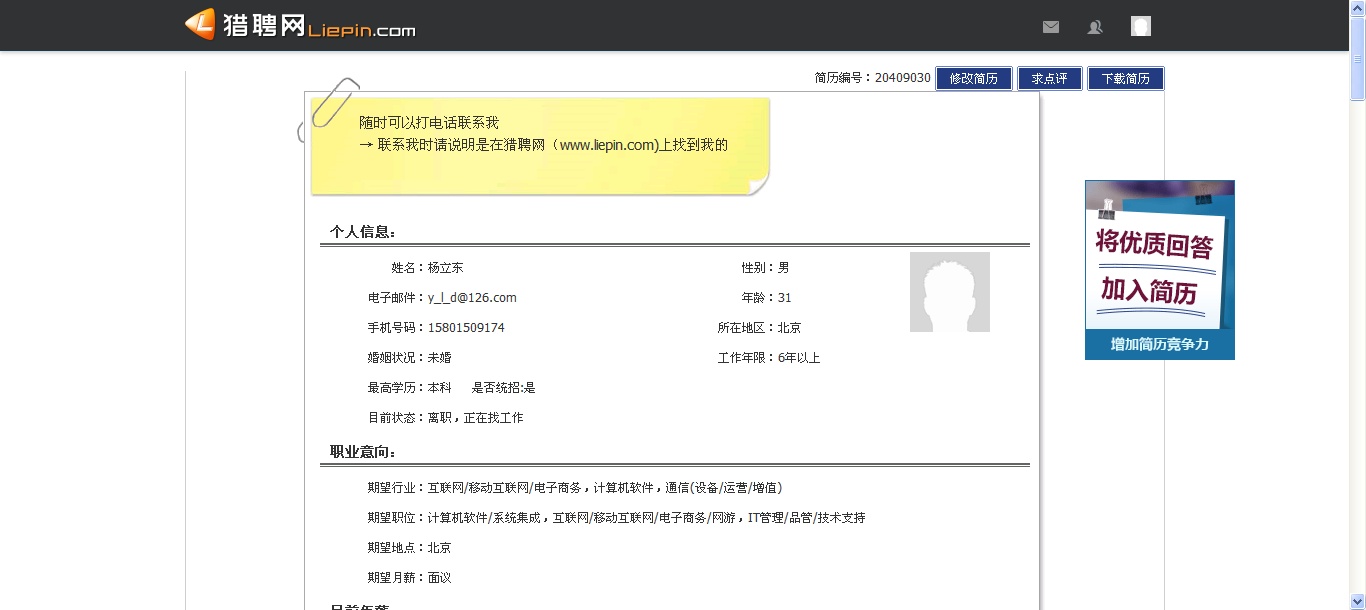 猎聘网Liepin.com
简历编号：20409030 修改简历 求点评 下载简历
随时可以打电话联系我
→ 联系我时请说明是在猎聘网（www.liepin.com)上找到我的
个人信息：
姓名：杨立东 性别：男
电子邮件：y_l_d@126.com 年龄：31
手机号码：15801509174 所在地区：北京
婚姻状况：未婚 工作年限：6年以上
最高学历：本科 是否统招:是
目前状态：离职，正在找工作
将优质回答
加入简历
增加简历竞争力
职业意向：
期望行业：互联网/移动互联网/电子商务，计算机软件，通信(设备/运营/增值)
期望职位：计算机软件/系统集成，互联网/移动互联网/电子商务/网游，IT管理/品管/技术支持
期望地点：北京
期望月薪：面议